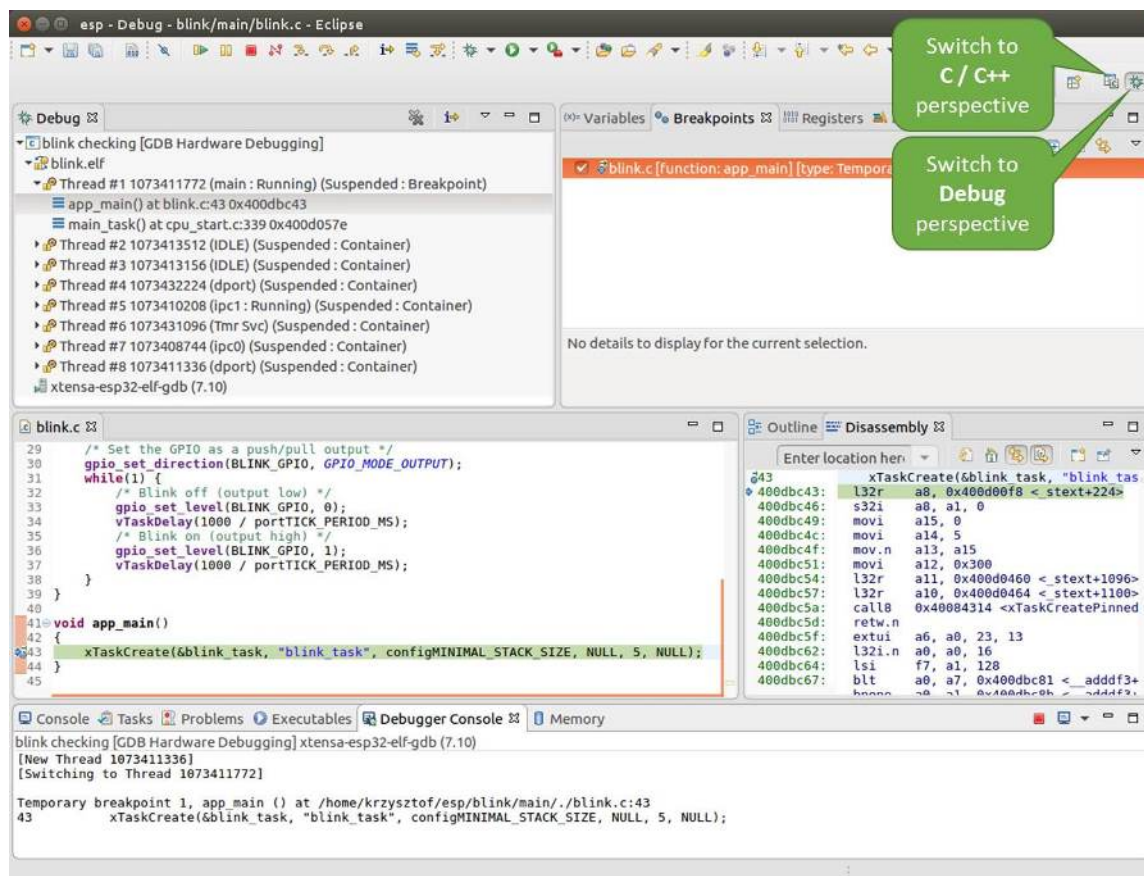 esp - Debug - blink/main/blink.c - Eclipse
Switch to
C / C++
perspective
Switch to
Debug
perspective
Debug
blink checking [GDB Hardware Debugging]
blink.elf
Thread #1 1073411772 (main : Running) (Suspended : Breakpoint)
app_main() at blink.c:43 0x400dbc43
main_task() at cpu_start.c:339 0x400d057e
Thread #2 1073413512 (IDLE) (Suspended : Container)
Thread #3 1073413156 (IDLE) (Suspended : Container)
Thread #4 1073432224 (dport) (Suspended : Container)
Thread #5 1073410208 (ipc1 : Running) (Suspended : Container)
Thread #6 1073431096 (Tmr Svc) (Suspended : Container)
Thread #7 1073408744 (ipc0) (Suspended : Container)
Thread #8 1073411336 (dport) (Suspended : Container)
xtensa-esp32-elf-gdb (7.10)
(x)= Variables Breakpoints Registers
blink.c [function: app_main] [type: Tempora
No details to display for the current selection.
blink.c
29 /* Set the GPIO as a push/pull output */
30 gpio_set_direction(BLINK_GPIO, GPIO_MODE_OUTPUT);
31 while(1) {
32 /* Blink off (output low) */
33 gpio_set_level(BLINK_GPIO, 0);
34 vTaskDelay(1000 / portTICK_PERIOD_MS);
35 /* Blink on (output high) */
36 gpio_set_level(BLINK_GPIO, 1);
37 vTaskDelay(1000 / portTICK_PERIOD_MS);
38 }
39 }
40
41 void app_main()
42 {
43 xTaskCreate(&blink_task, "blink_task", configMINIMAL_STACK_SIZE, NULL, 5, NULL);
44 }
45
Outline Disassembly
Enter location her
43 xTaskCreate(&blink_task, "blink_tas
400dbc43: l32r a8, 0x400d00f8 <_stext+224>
400dbc46: s32i a8, a1, 0
400dbc49: movi a15, 0
400dbc4c: movi a14, 5
400dbc4f: mov.n a13, a15
400dbc51: movi a12, 0x300
400dbc54: l32r a11, 0x400d0460 <_stext+1096>
400dbc57: l32r a10, 0x400d0464 <_stext+1100>
400dbc5a: call8 0x40084314 <xTaskCreatePinned
400dbc5d: retw.n
400dbc5f: extui a6, a0, 23, 13
400dbc62: l32i.n a0, a0, 16
400dbc64: lsi f7, a1, 128
400dbc67: blt a0, a7, 0x400dbc81 <__adddf3+
Console Tasks Problems Executables Debugger Console Memory
blink checking [GDB Hardware Debugging] xtensa-esp32-elf-gdb (7.10)
[New Thread 1073411336]
[Switching to Thread 1073411772]
Temporary breakpoint 1, app_main () at /home/krzysztof/esp/blink/main/./blink.c:43
43 xTaskCreate(&blink_task, "blink_task", configMINIMAL_STACK_SIZE, NULL, 5, NULL);